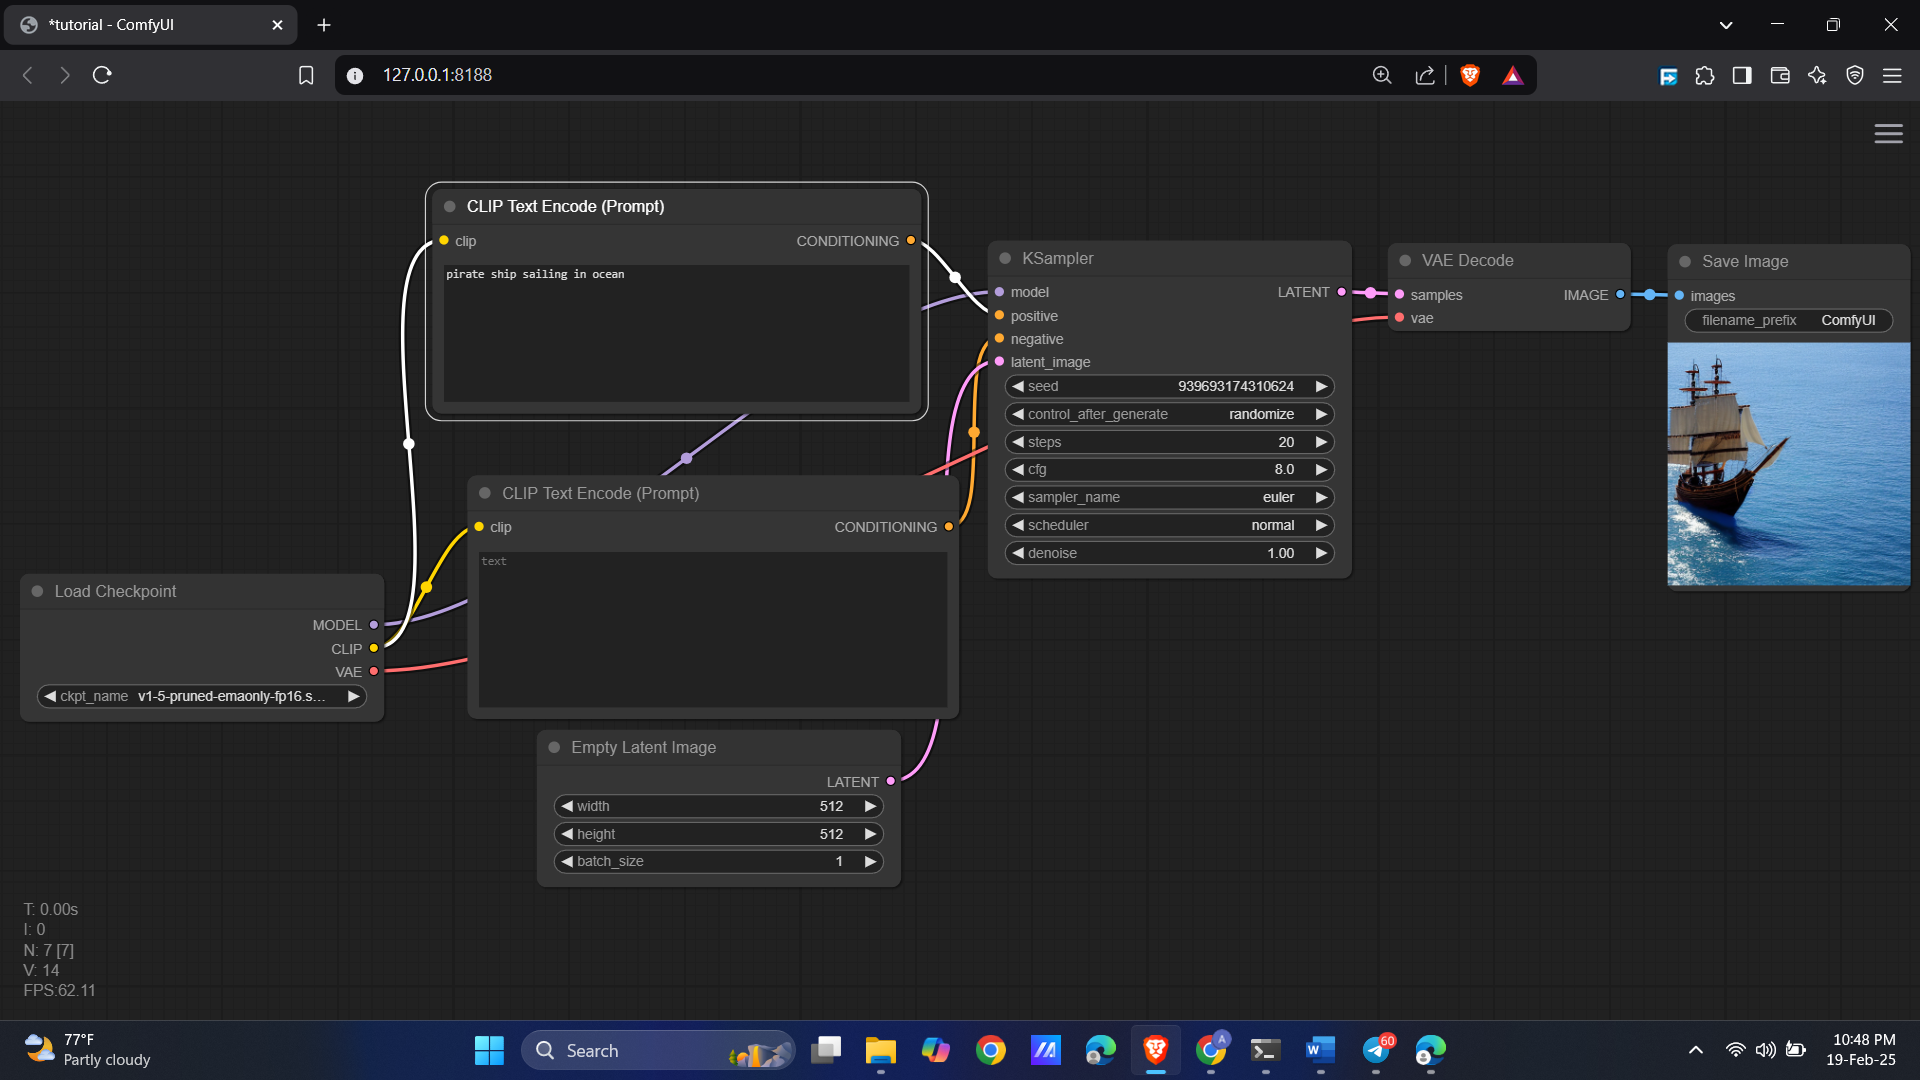 *tutorial - ComfyUI
127.0.0.1:8188
CLIP Text Encode (Prompt)
clip
CONDITIONING
pirate ship sailing in ocean
KSampler
model
LATENT
positive
negative
latent_image
seed 939693174310624
control_after_generate randomize
steps 20
cfg 8.0
sampler_name euler
scheduler normal
denoise 1.00
VAE Decode
samples
IMAGE
vae
Save Image
images
filename_prefix ComfyUI
CLIP Text Encode (Prompt)
clip
CONDITIONING
text
Load Checkpoint
MODEL
CLIP
VAE
ckpt_name v1-5-pruned-emaonly-fp16.s...
Empty Latent Image
LATENT
width 512
height 512
batch_size 1
T: 0.00s
I: 0
N: 7 [7]
V: 14
FPS:62.11
77°F
Partly cloudy
Search
A
W
60
10:48 PM
19-Feb-25